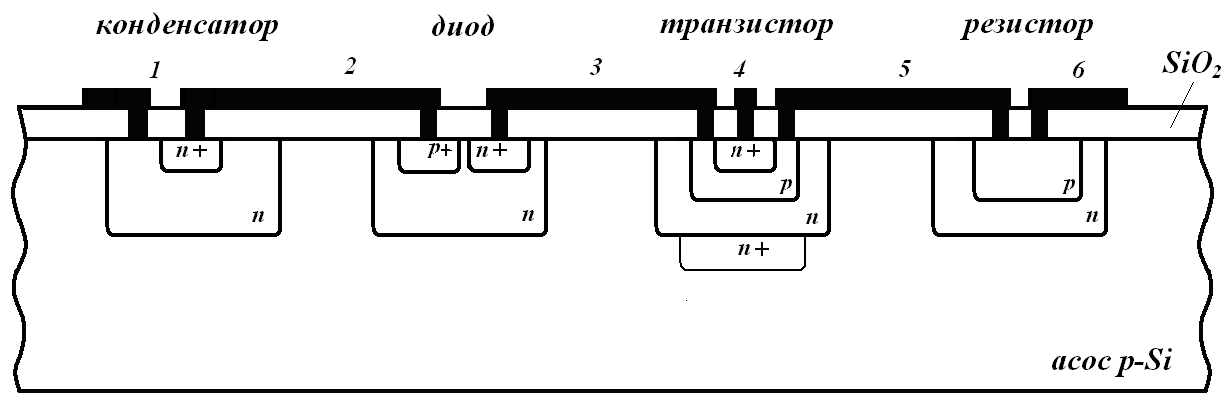 конденсатор диод транзистор резистор
1 2 3 4 5 6 SiO2
n+ p+ n+ n+
p p
n n n n
n+
асос p-Si